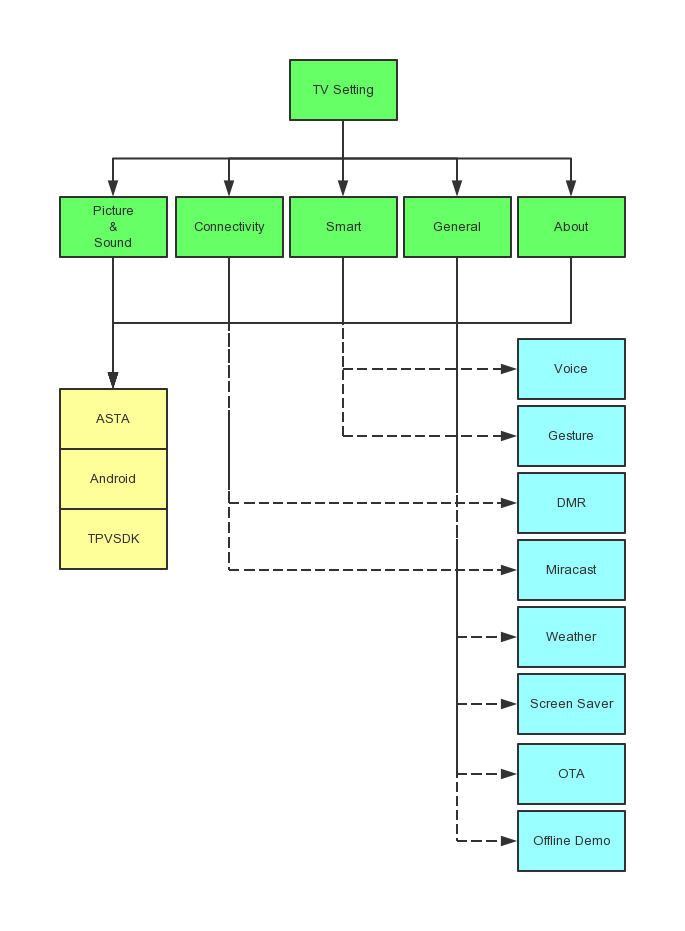 TV Setting
Picture
&
Sound
Connectivity
Smart
General
About
Voice
Gesture
DMR
Miracast
Weather
Screen Saver
OTA
Offline Demo
ASTA
Android
TPVSDK